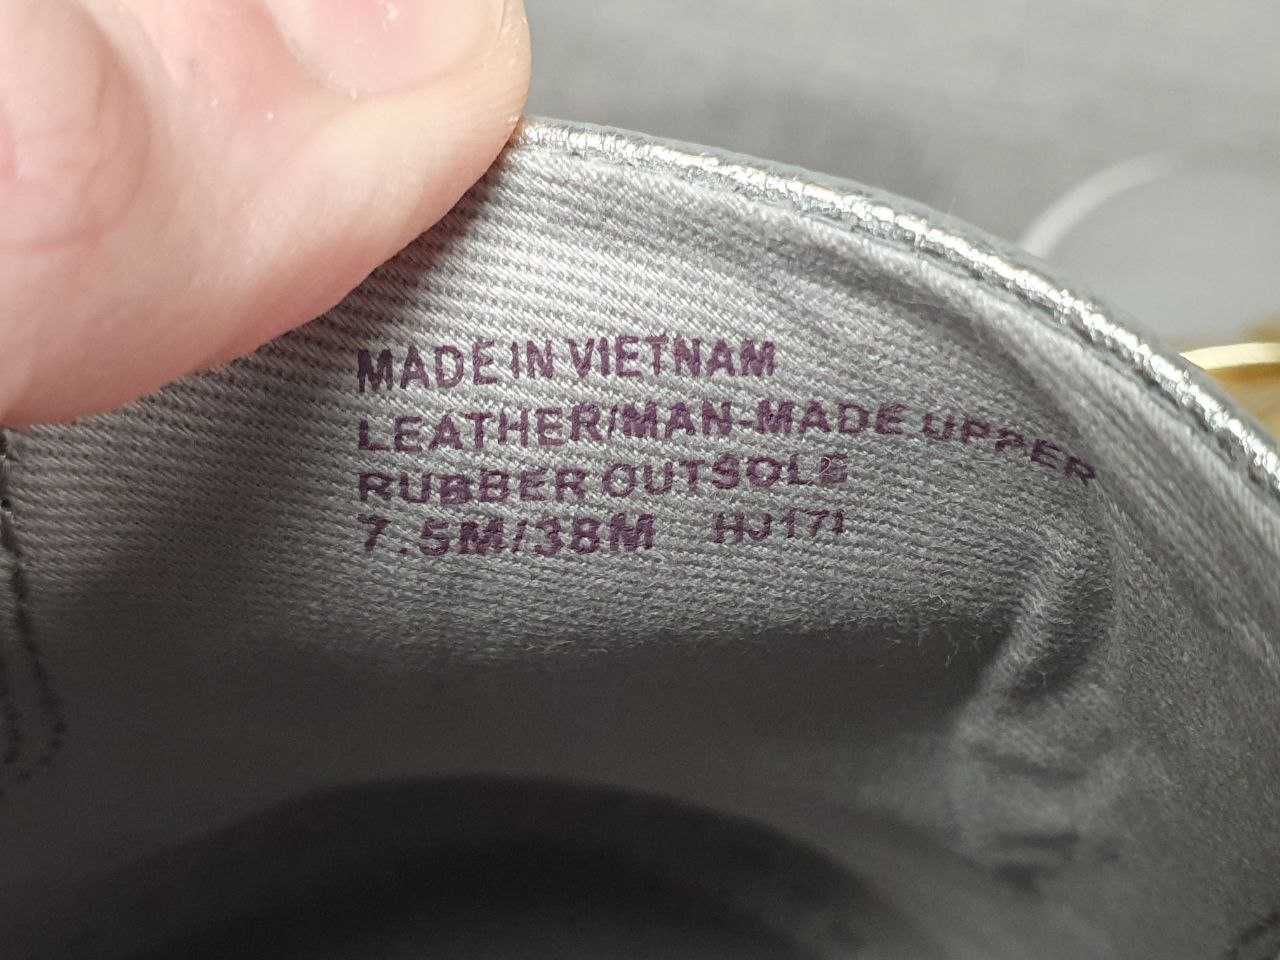 MADE IN VIETNAM
LEATHER/MAN-MADE UPPER
RUBBER OUTSOLE
7.5M/38M HJ171